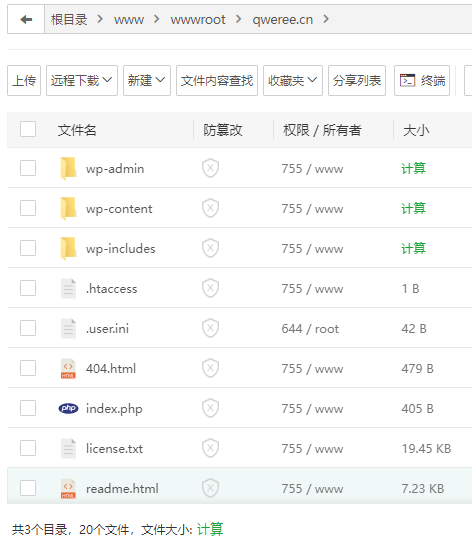 根目录 > www > wwwroot > qweree.cn >
上传 远程下载 新建 文件内容查找 收藏夹 分享列表 终端
文件名 防篡改 权限 / 所有者 大小
wp-admin 755 / www 计算
wp-content 755 / www 计算
wp-includes 755 / www 计算
.htaccess 755 / www 1 B
.user.ini 644 / root 42 B
404.html 755 / www 479 B
index.php 755 / www 405 B
license.txt 755 / www 19.45 KB
readme.html 755 / www 7.23 KB
共3个目录，20个文件，文件大小: 计算